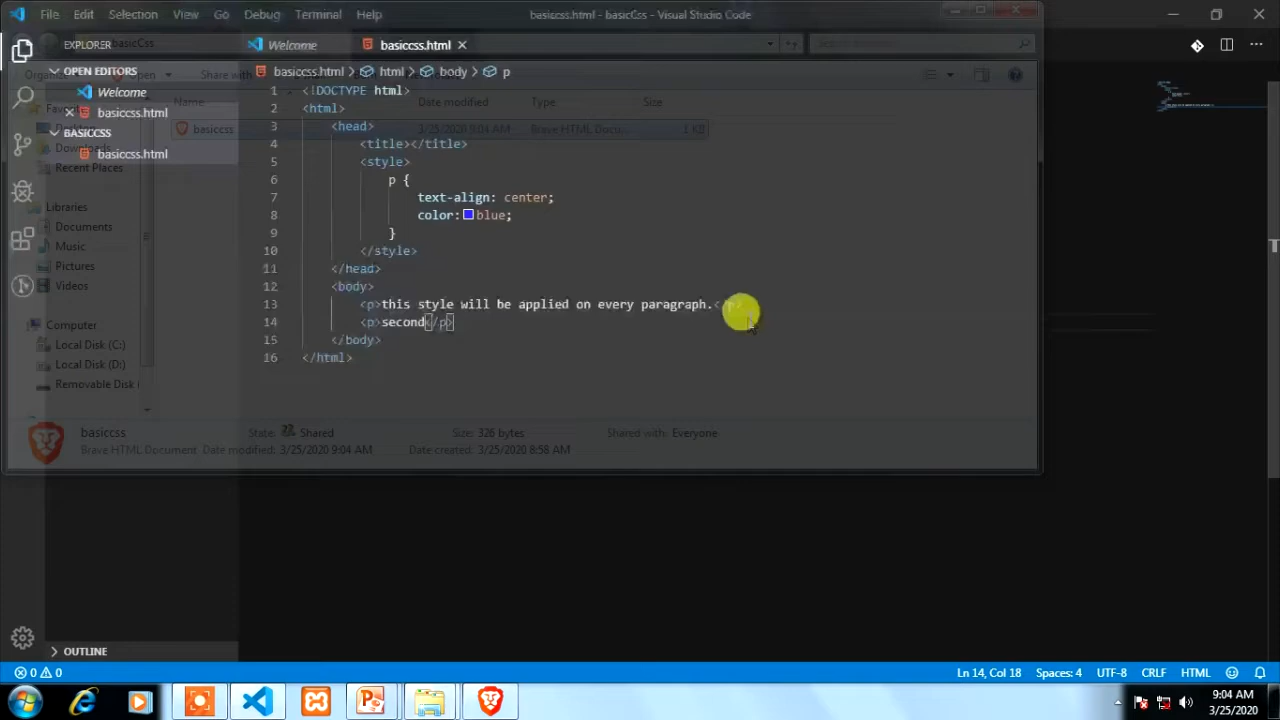 File Edit Selection View Go Debug Terminal Help
basiccss.html - basicCss - Visual Studio Code
EXPLORER
basicCss
Welcome
basiccss.html
OPEN EDITORS
Welcome
basiccss.html
BASICCSS
basiccss.html
basiccss.html > html > body > p
Organize
Open
Share with
Name
Date modified
Type
Size
basiccss
3/25/2020 9:04 AM
Brave HTML Docu...
1 KB
Downloads
Recent Places
Libraries
Documents
Music
Pictures
Videos
Computer
Local Disk (C:)
Local Disk (D:)
Removable Disk (
1 <!DOCTYPE html>
2 <html>
3 <head>
4 <title></title>
5 <style>
6 p {
7 text-align: center;
8 color: blue;
9 }
10 </style>
11 </head>
12 <body>
13 <p>this style will be applied on every paragraph.</p>
14 <p>second</p>
15 </body>
16 </html>
basiccss
State: Shared
Size: 326 bytes
Shared with: Everyone
Brave HTML Document
Date modified: 3/25/2020 9:04 AM
Date created: 3/25/2020 8:58 AM
OUTLINE
0 0
Ln 14, Col 18
Spaces: 4
UTF-8
CRLF
HTML
9:04 AM
3/25/2020